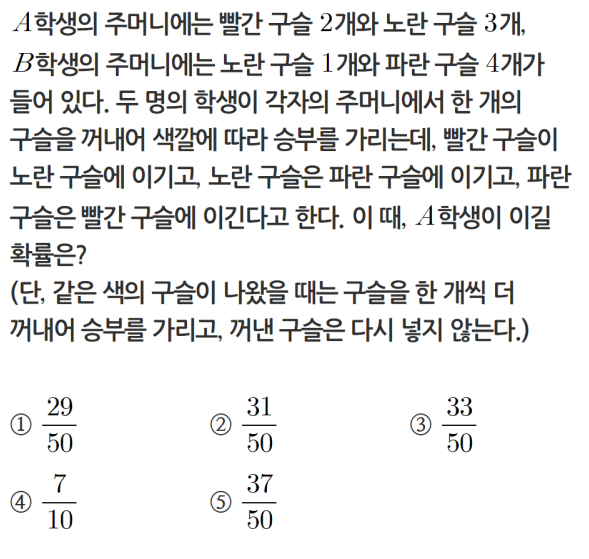 A학생의 주머니에는 빨간 구슬 2개와 노란 구슬 3개,
B학생의 주머니에는 노란 구슬 1개와 파란 구슬 4개가
들어 있다. 두 명의 학생이 각자의 주머니에서 한 개의
구슬을 꺼내어 색깔에 따라 승부를 가리는데, 빨간 구슬이
노란 구슬에 이기고, 노란 구슬은 파란 구슬에 이기고, 파란
구슬은 빨간 구슬에 이긴다고 한다. 이 때, A학생이 이길
확률은?
(단, 같은 색의 구슬이 나왔을 때는 구슬을 한 개씩 더
꺼내어 승부를 가리고, 꺼낸 구슬은 다시 넣지 않는다.)
① 29/50 ② 31/50 ③ 33/50
④ 7/10 ⑤ 37/50